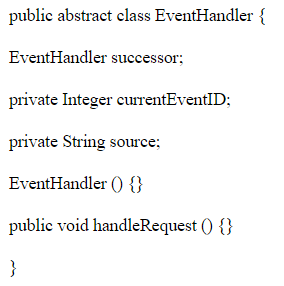 public abstract class EventHandler {
EventHandler successor;
private Integer currentEventID;
private String source;
EventHandler () {}
public void handleRequest () {}
}